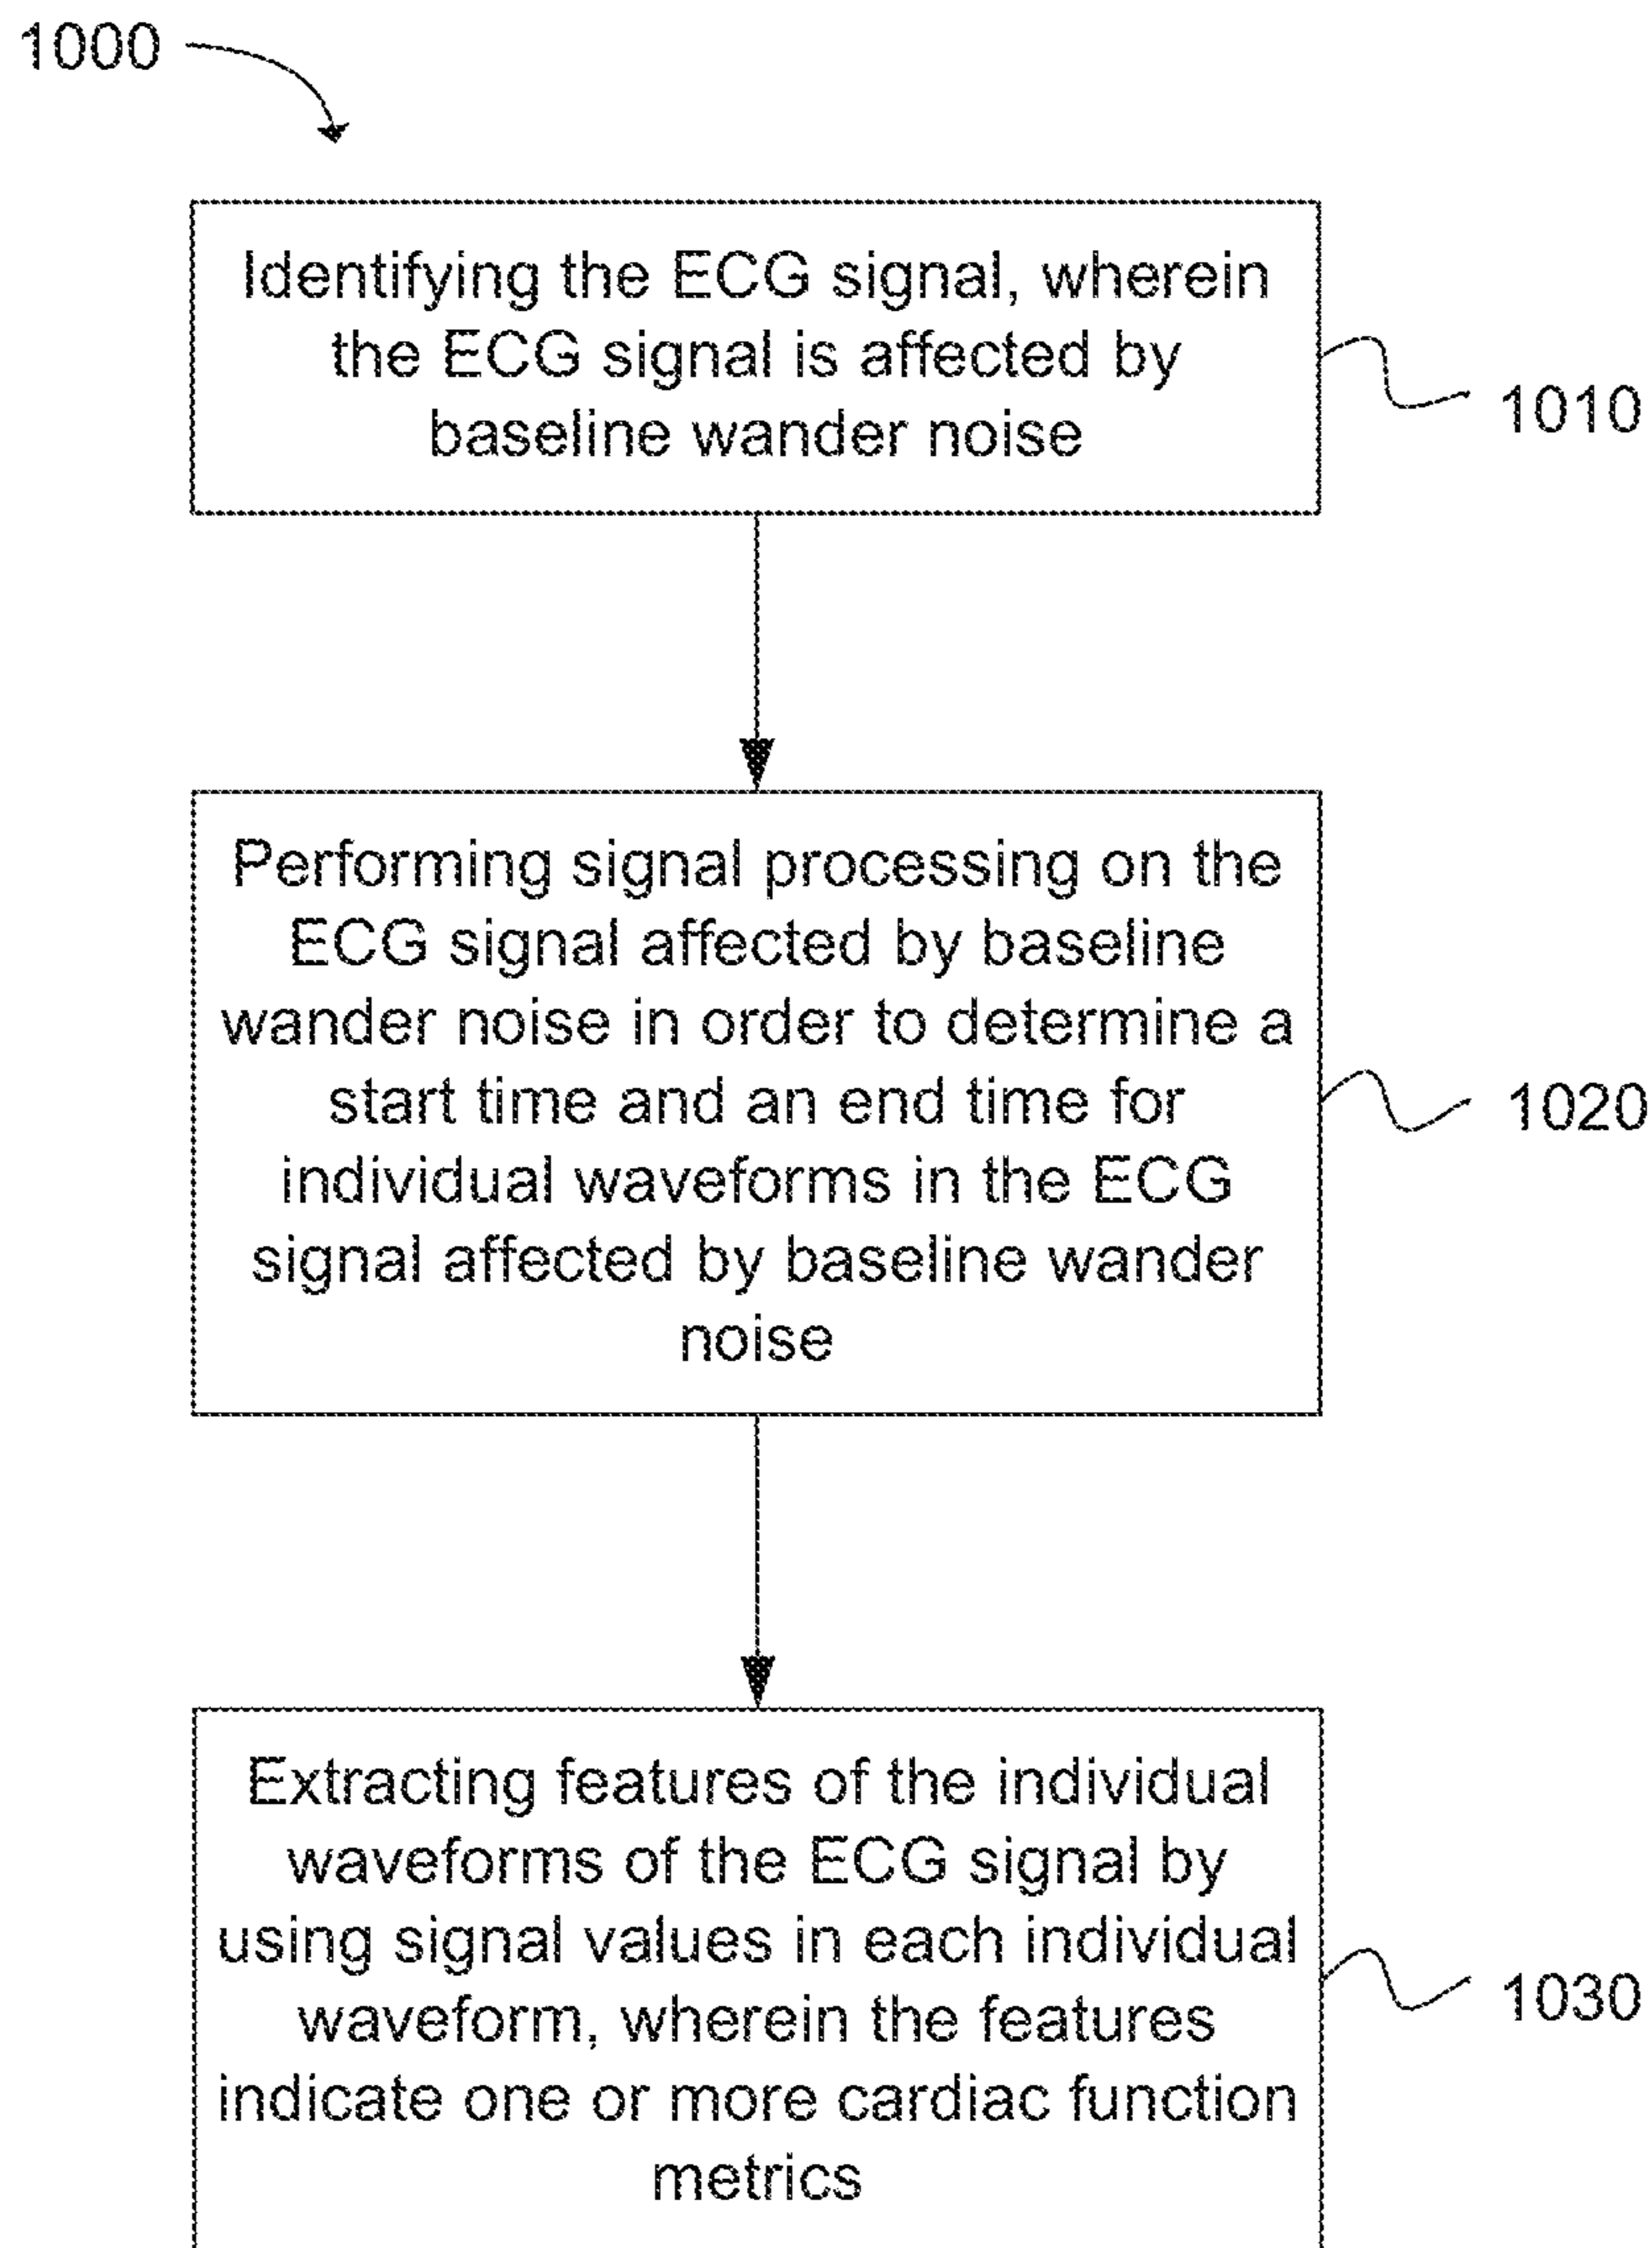 1000
Identifying the ECG signal, wherein
the ECG signal is affected by
baseline wander noise
1010
Performing signal processing on the
ECG signal affected by baseline
wander noise in order to determine a
start time and an end time for
individual waveforms in the ECG
signal affected by baseline wander
noise
1020
Extracting features of the individual
waveforms of the ECG signal by
using signal values in each individual
waveform, wherein the features
indicate one or more cardiac function
metrics
1030